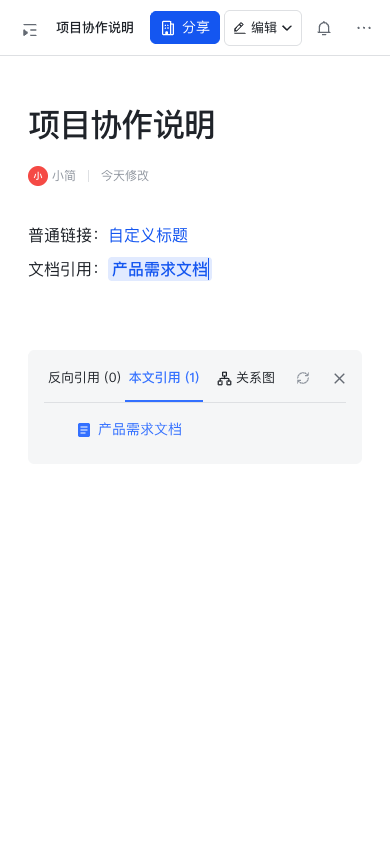 项目协作说明 分享 编辑
项目协作说明
小 小简 今天修改
普通链接：自定义标题
文档引用：产品需求文档
反向引用 (0) 本文引用 (1) 关系图
产品需求文档